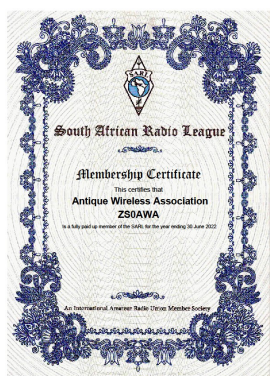 SARL
South African Radio League
Membership Certificate
This certifies that
Antique Wireless Association
ZS0AWA
Is a fully paid up member of the SARL for the year ending 30 June 2022
An International Amateur Radio Union Member Society